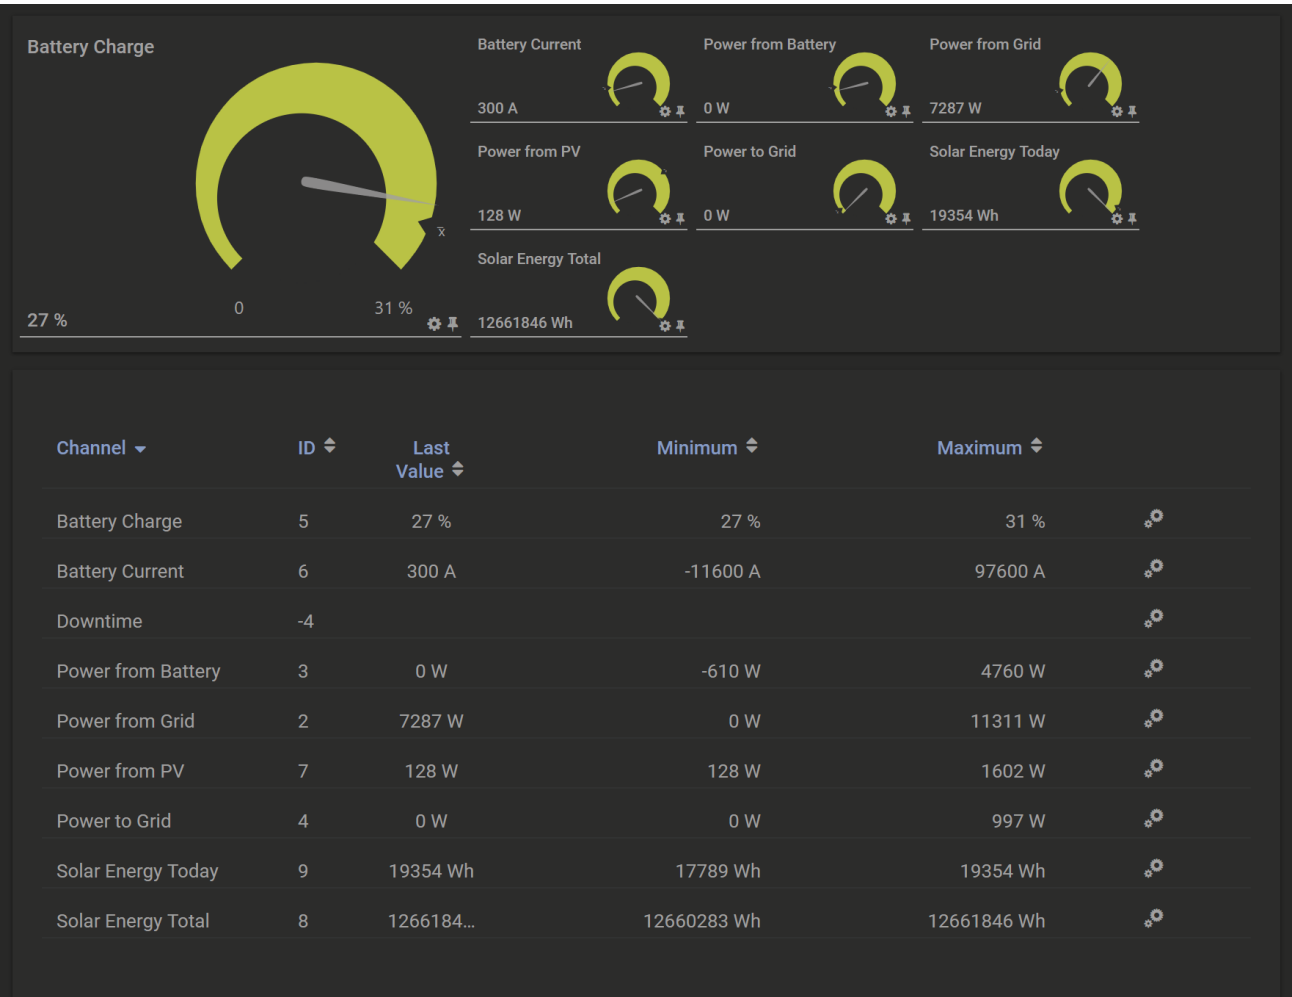 Battery Charge
x̄
0
31 %
27 %
Battery Current
300 A
Power from Battery
0 W
Power from Grid
7287 W
Power from PV
128 W
Power to Grid
0 W
Solar Energy Today
19354 Wh
Solar Energy Total
12661846 Wh
Channel ID Last Value Minimum Maximum
Battery Charge 5 27 % 27 % 31 %
Battery Current 6 300 A -11600 A 97600 A
Downtime -4
Power from Battery 3 0 W -610 W 4760 W
Power from Grid 2 7287 W 0 W 11311 W
Power from PV 7 128 W 128 W 1602 W
Power to Grid 4 0 W 0 W 997 W
Solar Energy Today 9 19354 Wh 17789 Wh 19354 Wh
Solar Energy Total 8 1266184... 12660283 Wh 12661846 Wh